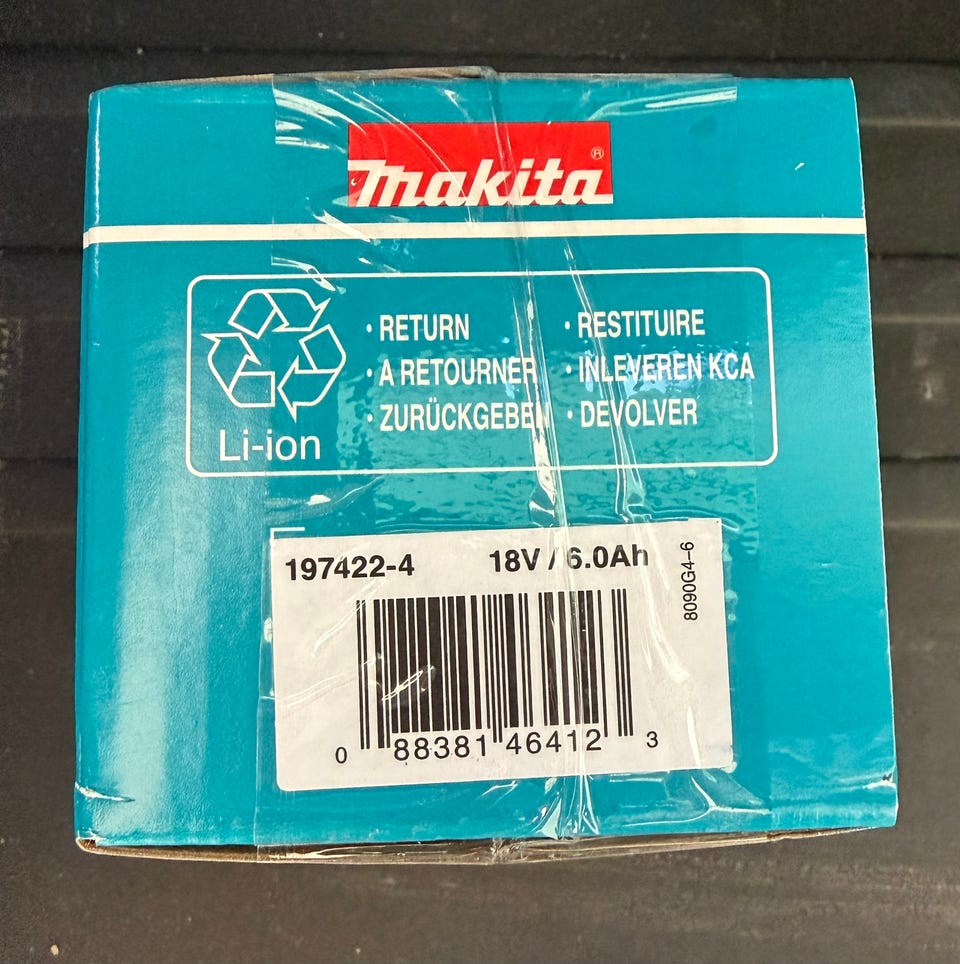 makita®
• RETURN
• A RETOURNER
• ZURÜCKGEBEN
• RESTITUIRE
• INLEVEREN KCA
• DEVOLVER
Li-ion
197422-4
18V / 6.0Ah
8090G4-6
0 88381 46412 3